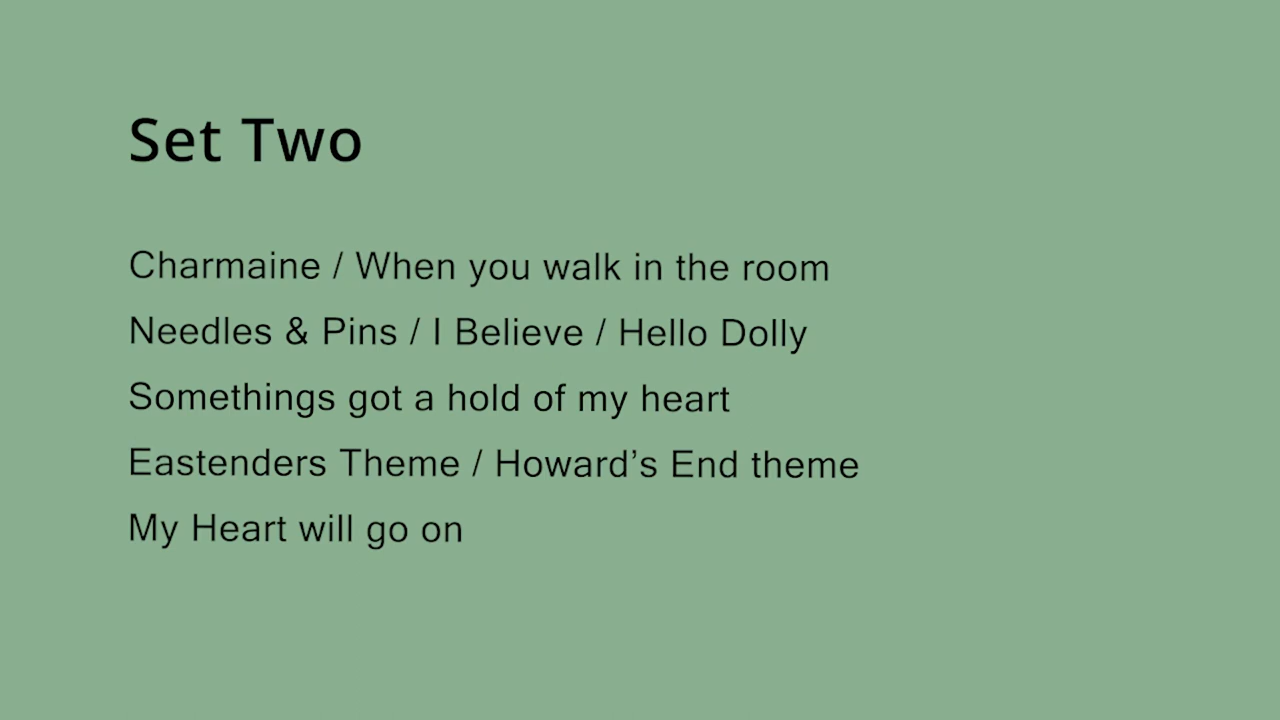 Set Two
Charmaine / When you walk in the room
Needles & Pins / I Believe / Hello Dolly
Somethings got a hold of my heart
Eastenders Theme / Howard’s End theme
My Heart will go on